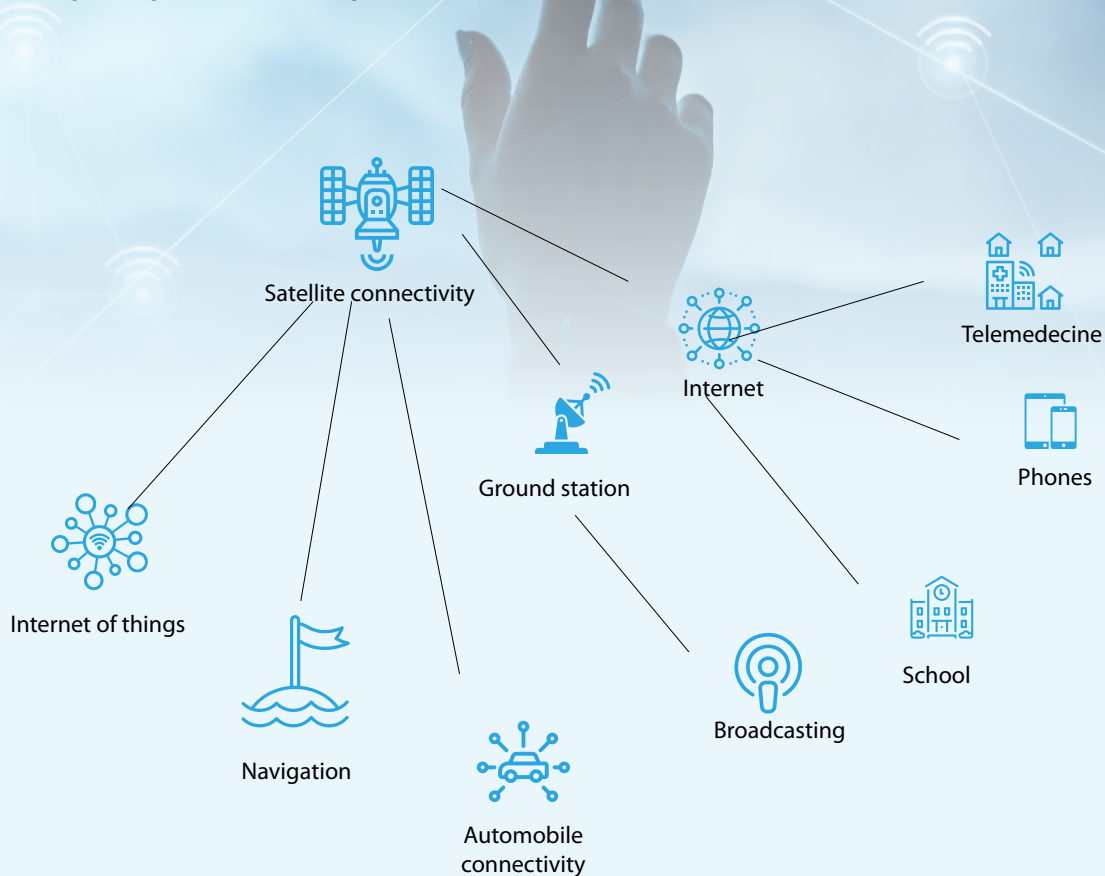 Satellite connectivity
Telemedecine
Internet
Phones
Ground station
Internet of things
School
Broadcasting
Navigation
Automobile
connectivity